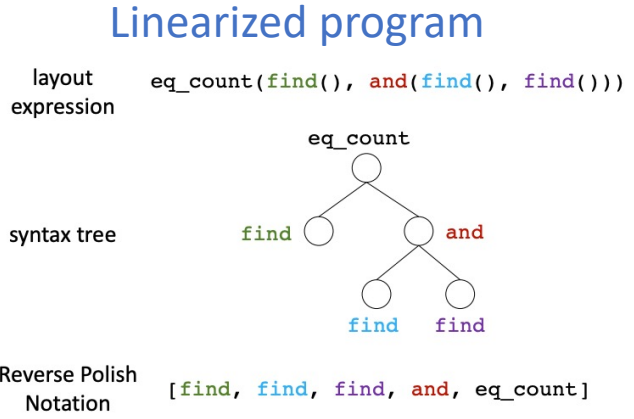 Linearized program
layout
expression
eq_count(find(), and(find(), find()))
eq_count
syntax tree
find
and
find find
Reverse Polish
Notation
[find, find, find, and, eq_count]